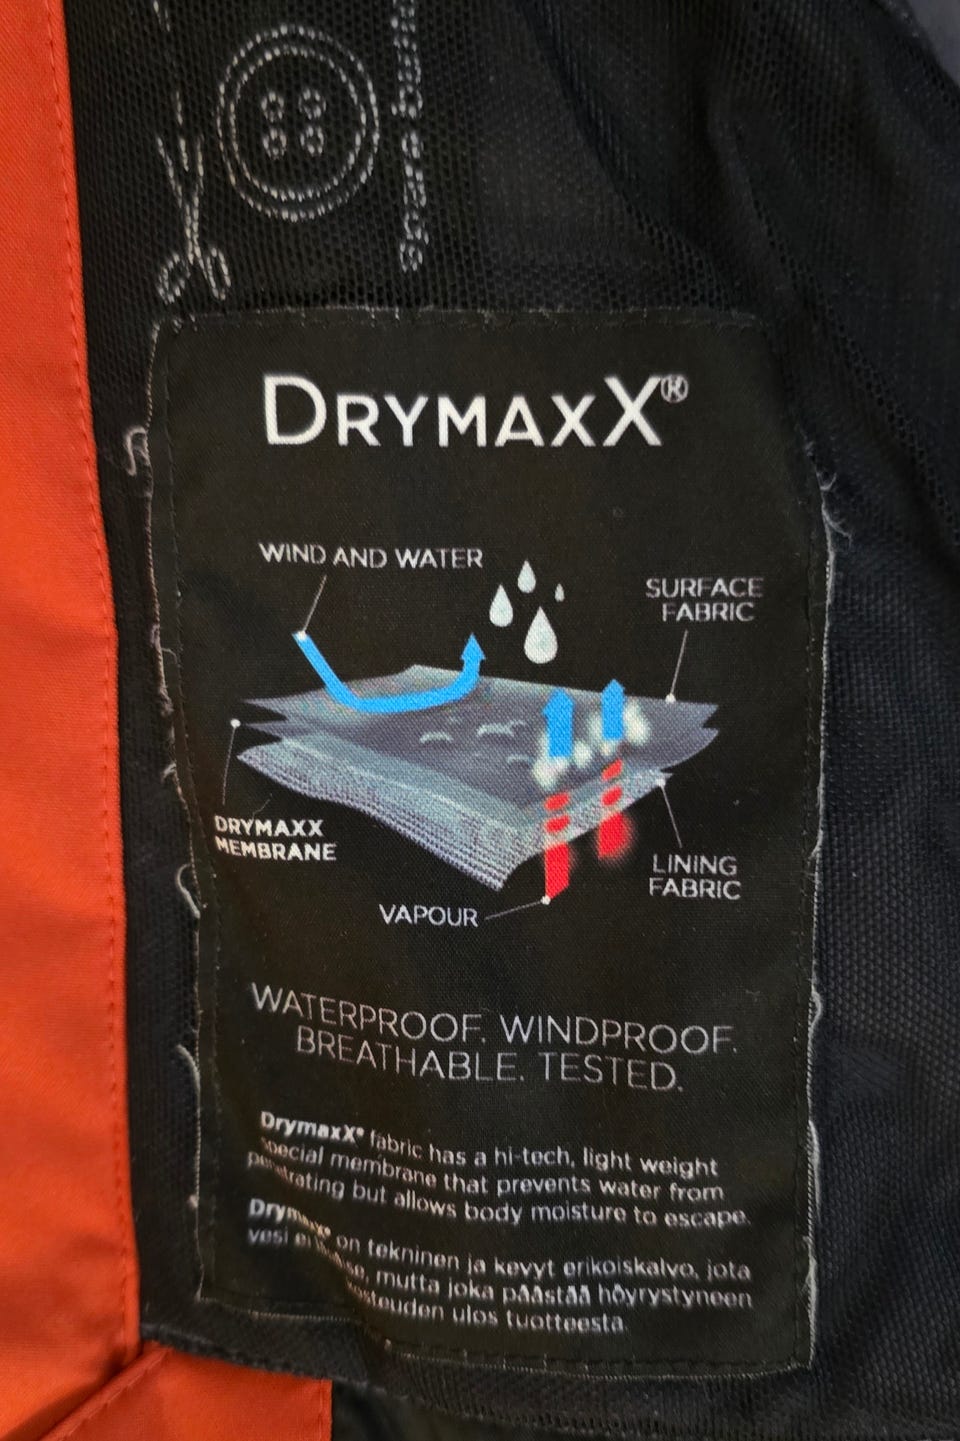 DRYMAXX®
WIND AND WATER
SURFACE
FABRIC
DRYMAXX
MEMBRANE
LINING
FABRIC
VAPOUR
WATERPROOF. WINDPROOF.
BREATHABLE. TESTED.
DrymaxX® fabric has a hi-tech, light weight
special membrane that prevents water from
penetrating but allows body moisture to escape.
on tekninen ja kevyt erikoiskalvo, jota
vesi ei mutta joka päästää höyrystyneen
ulos tuotteesta.